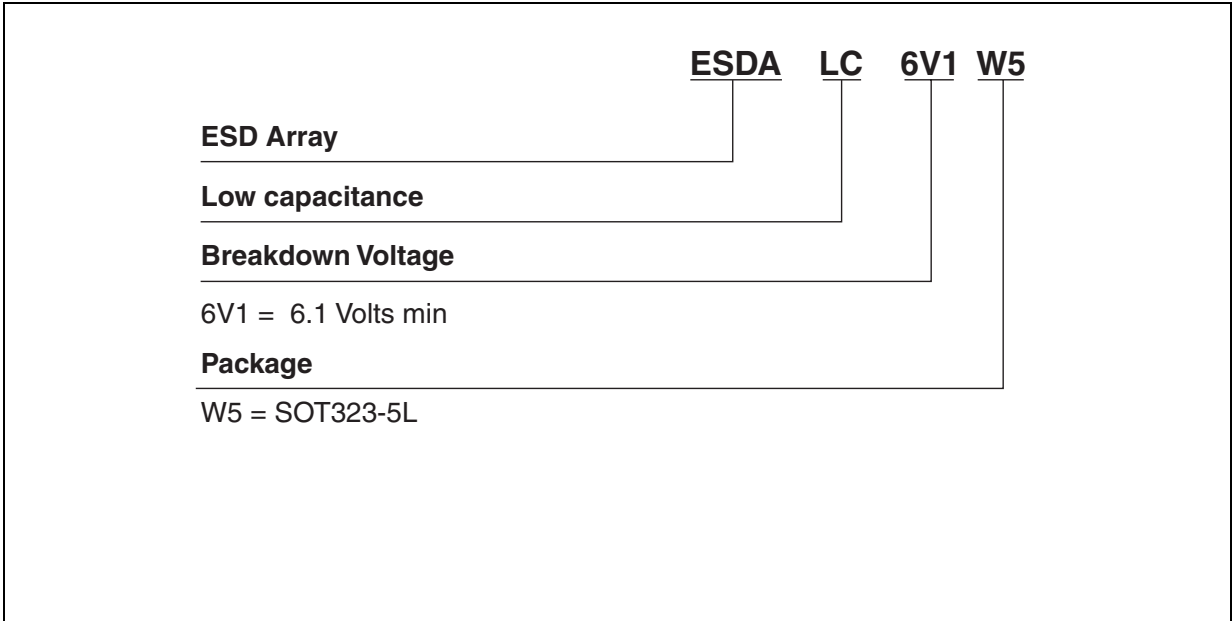 ESDA LC 6V1 W5
ESD Array
Low capacitance
Breakdown Voltage
6V1 = 6.1 Volts min
Package
W5 = SOT323-5L